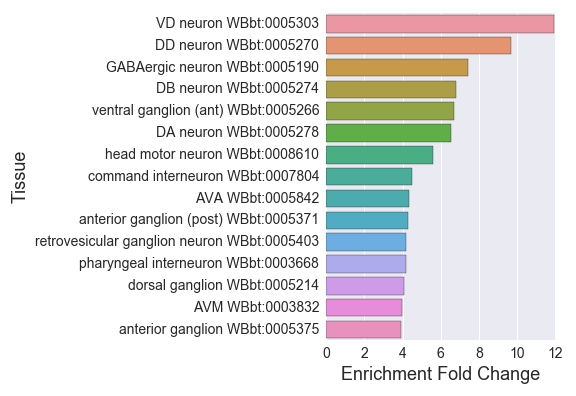 VD neuron WBbt:0005303
DD neuron WBbt:0005270
GABAergic neuron WBbt:0005190
DB neuron WBbt:0005274
ventral ganglion (ant) WBbt:0005266
DA neuron WBbt:0005278
head motor neuron WBbt:0008610
command interneuron WBbt:0007804
AVA WBbt:0005842
anterior ganglion (post) WBbt:0005371
retrovesicular ganglion neuron WBbt:0005403
pharyngeal interneuron WBbt:0003668
dorsal ganglion WBbt:0005214
AVM WBbt:0003832
anterior ganglion WBbt:0005375
Tissue
0 2 4 6 8 10 12
Enrichment Fold Change